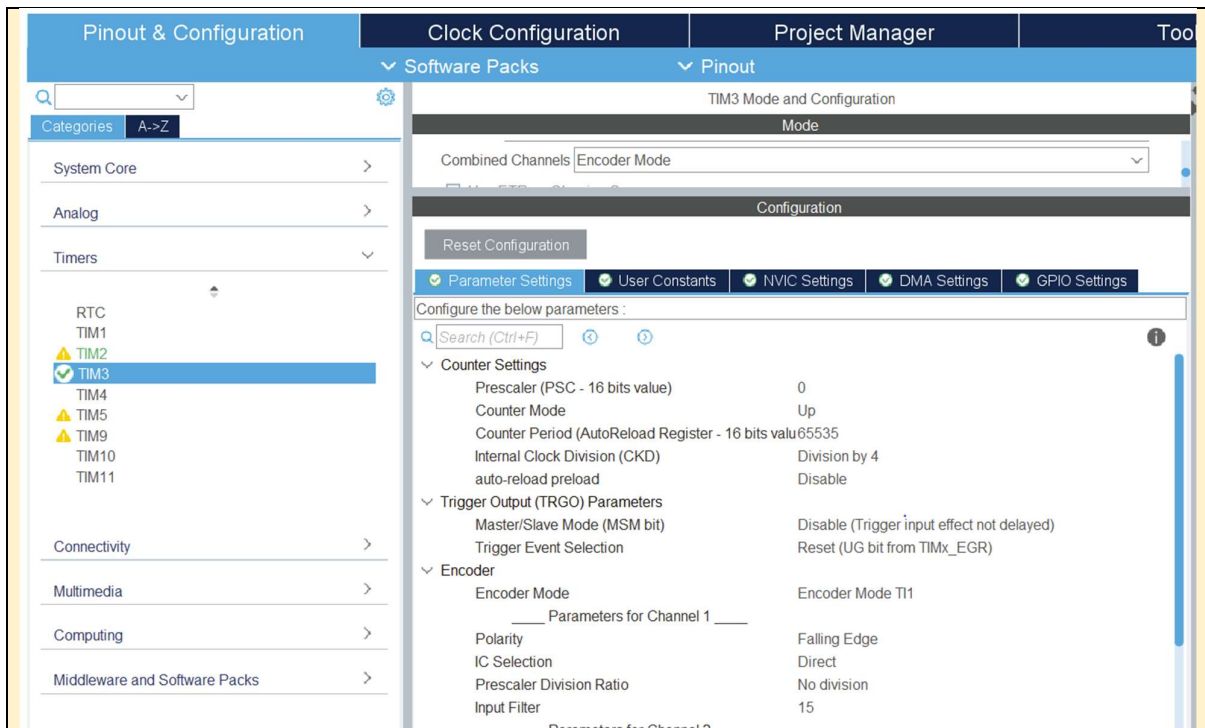 Pinout & Configuration
Clock Configuration
Project Manager
Tool
Software Packs
Pinout
Categories
A->Z
System Core
Analog
Timers
RTC
TIM1
TIM2
TIM3
TIM4
TIM5
TIM9
TIM10
TIM11
Connectivity
Multimedia
Computing
Middleware and Software Packs
TIM3 Mode and Configuration
Mode
Combined Channels Encoder Mode
Configuration
Reset Configuration
Parameter Settings
User Constants
NVIC Settings
DMA Settings
GPIO Settings
Configure the below parameters :
Search (Ctrl+F)
Counter Settings
Prescaler (PSC - 16 bits value) 0
Counter Mode Up
Counter Period (AutoReload Register - 16 bits valu 65535
Internal Clock Division (CKD) Division by 4
auto-reload preload Disable
Trigger Output (TRGO) Parameters
Master/Slave Mode (MSM bit) Disable (Trigger input effect not delayed)
Trigger Event Selection Reset (UG bit from TIMx_EGR)
Encoder
Encoder Mode Encoder Mode TI1
____ Parameters for Channel 1 ____
Polarity Falling Edge
IC Selection Direct
Prescaler Division Ratio No division
Input Filter 15